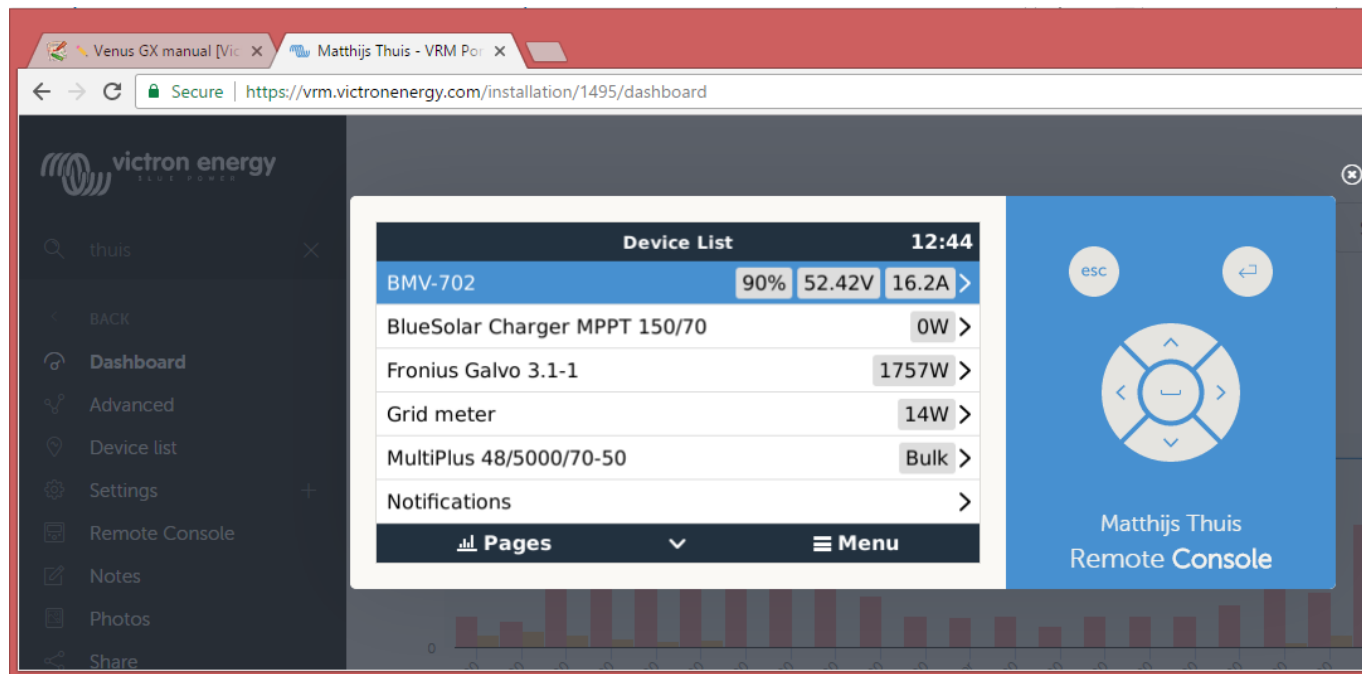 Venus GX manual [Vic
Matthijs Thuis - VRM Por
Secure | https://vrm.victronenergy.com/installation/1495/dashboard
victron energy
BLUE POWER
thuis
BACK
Dashboard
Advanced
Device list
Settings
Remote Console
Notes
Photos
Share
Device List 12:44
BMV-702 90% 52.42V 16.2A
BlueSolar Charger MPPT 150/70 0W
Fronius Galvo 3.1-1 1757W
Grid meter 14W
MultiPlus 48/5000/70-50 Bulk
Notifications
Pages Menu
esc
Matthijs Thuis
Remote Console
0